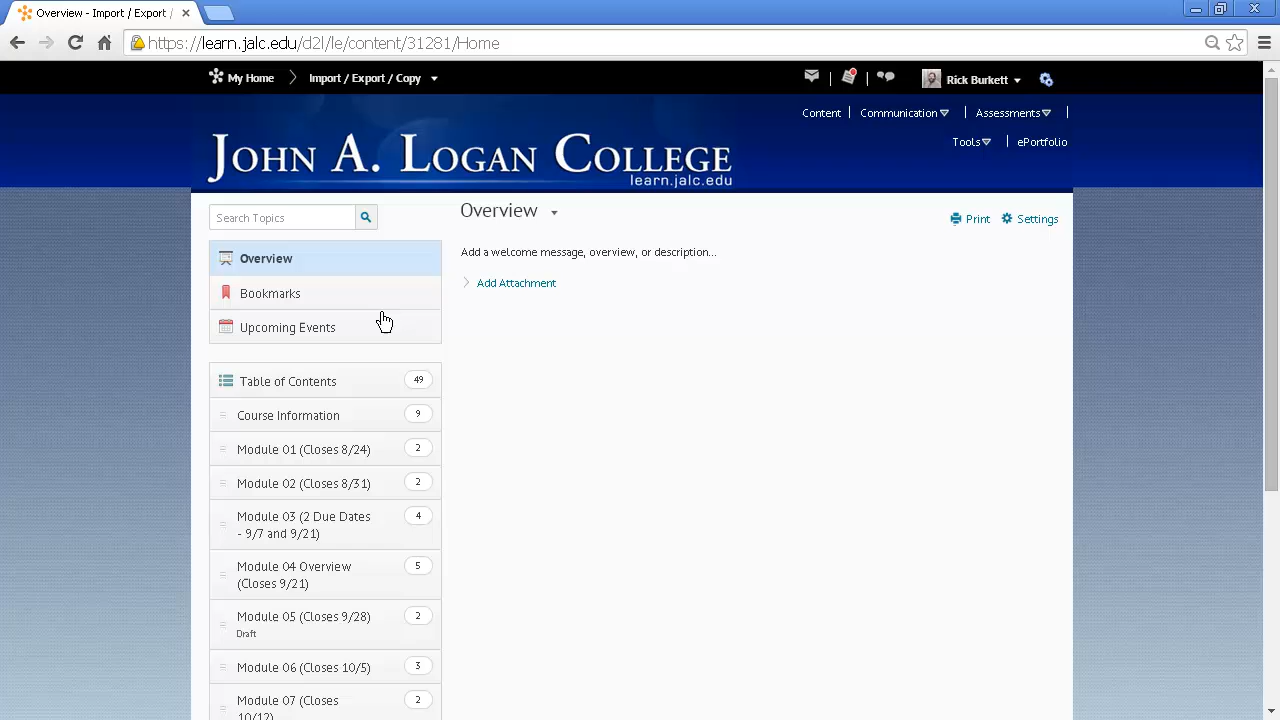 Overview - Import / Export /
https://learn.jalc.edu/d2l/le/content/31281/Home
My Home
Import / Export / Copy
Rick Burkett
Content
Communication
Assessments
Tools
ePortfolio
JOHN A. LOGAN COLLEGE
learn.jalc.edu
Search Topics
Overview
Print
Settings
Overview
Bookmarks
Upcoming Events
Add a welcome message, overview, or description...
Add Attachment
Table of Contents 49
Course Information 9
Module 01 (Closes 8/24) 2
Module 02 (Closes 8/31) 2
Module 03 (2 Due Dates 4
- 9/7 and 9/21)
Module 04 Overview 5
(Closes 9/21)
Module 05 (Closes 9/28) 2
Draft
Module 06 (Closes 10/5) 3
Module 07 (Closes 2
10/12)